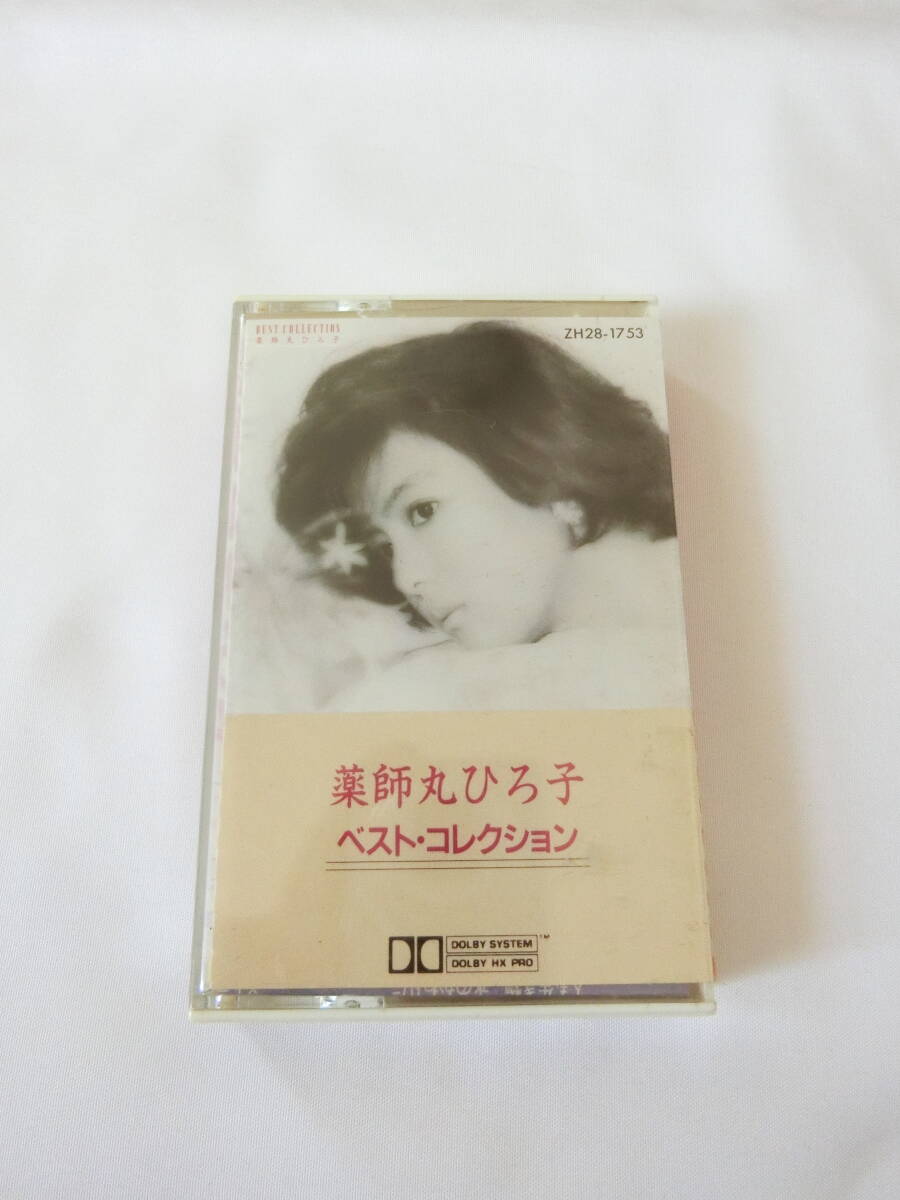 BEST COLLECTION
薬師丸ひろ子
ZH28-1753
薬師丸ひろ子
ベスト・コレクション
DOLBY SYSTEM
TM
DOLBY HX PRO